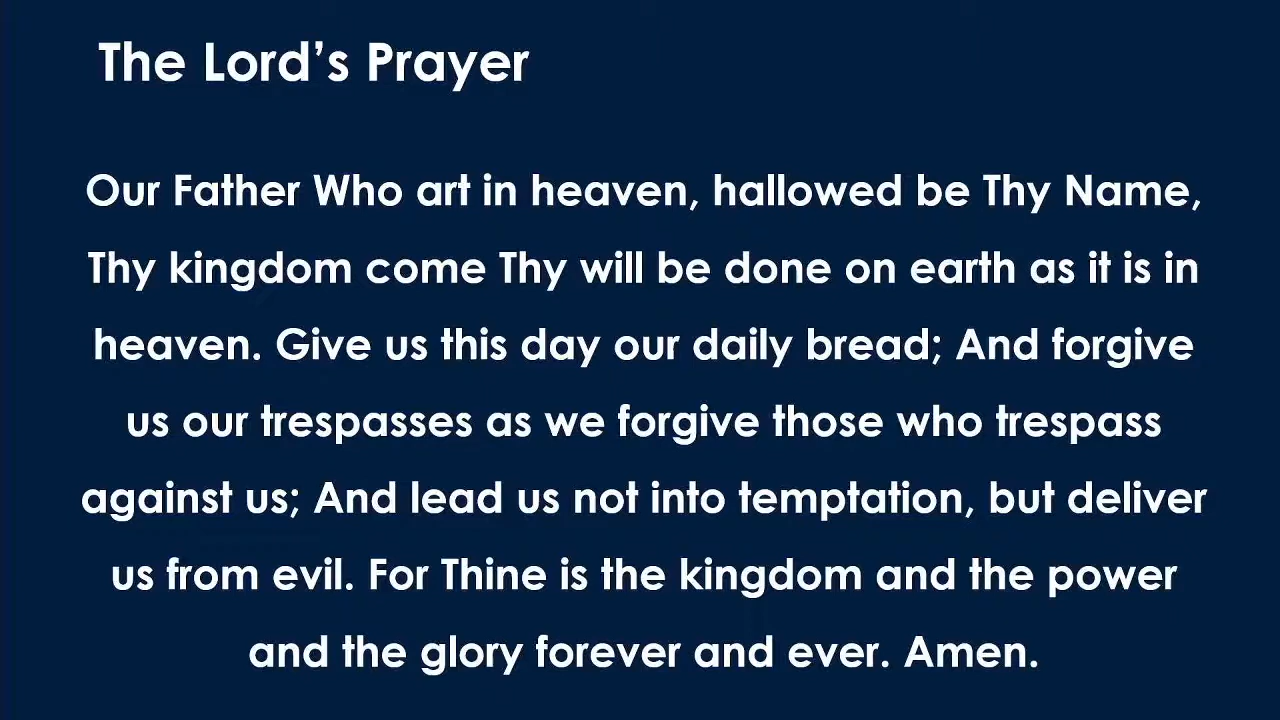 The Lord’s Prayer
Our Father Who art in heaven, hallowed be Thy Name,
Thy kingdom come Thy will be done on earth as it is in
heaven. Give us this day our daily bread; And forgive
us our trespasses as we forgive those who trespass
against us; And lead us not into temptation, but deliver
us from evil. For Thine is the kingdom and the power
and the glory forever and ever. Amen.